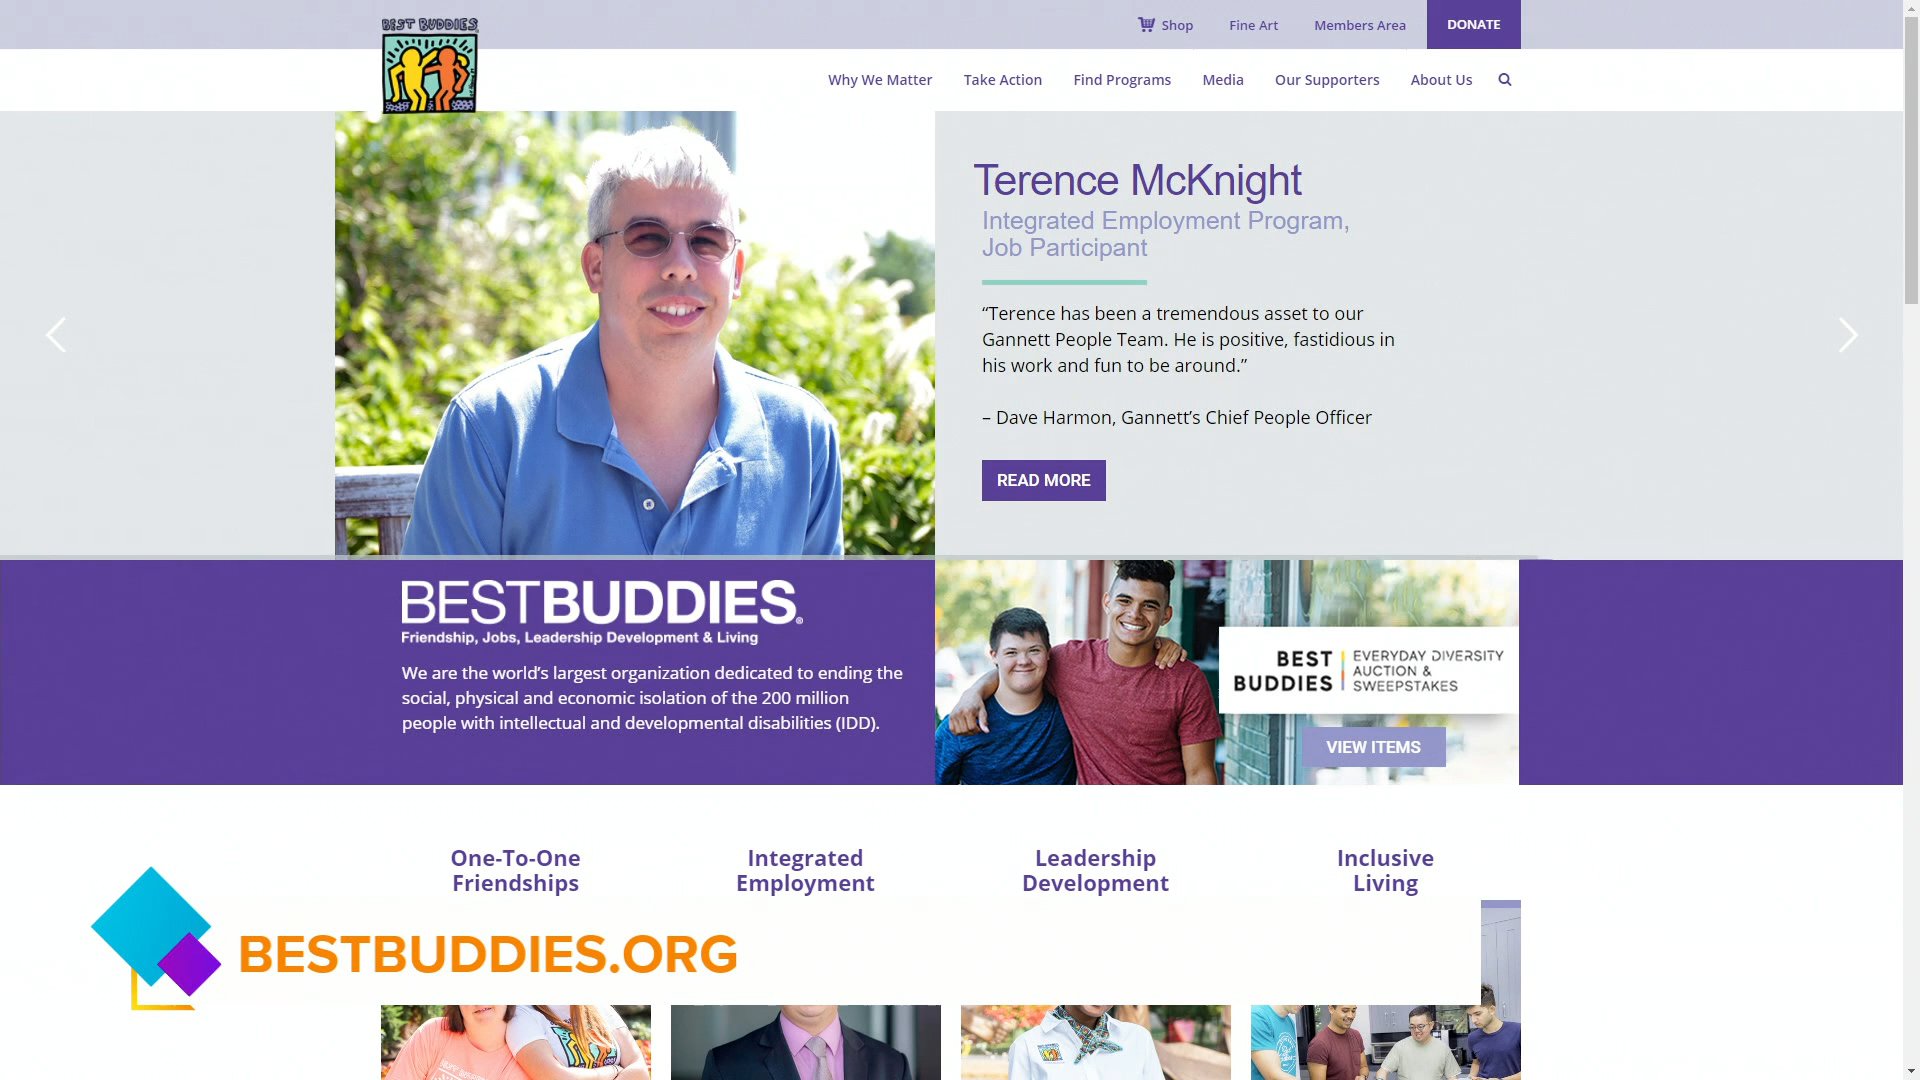 BEST BUDDIES
Shop
Fine Art
Members Area
DONATE
Why We Matter
Take Action
Find Programs
Media
Our Supporters
About Us
Terence McKnight
Integrated Employment Program,
Job Participant
“Terence has been a tremendous asset to our
Gannett People Team. He is positive, fastidious in
his work and fun to be around.”
– Dave Harmon, Gannett’s Chief People Officer
READ MORE
BESTBUDDIES®
Friendship, Jobs, Leadership Development & Living
We are the world’s largest organization dedicated to ending the
social, physical and economic isolation of the 200 million
people with intellectual and developmental disabilities (IDD).
BEST
BUDDIES
EVERYDAY DIVERSITY
AUCTION &
SWEEPSTAKES
VIEW ITEMS
One-To-One
Friendships
Integrated
Employment
Leadership
Development
Inclusive
Living
BESTBUDDIES.ORG